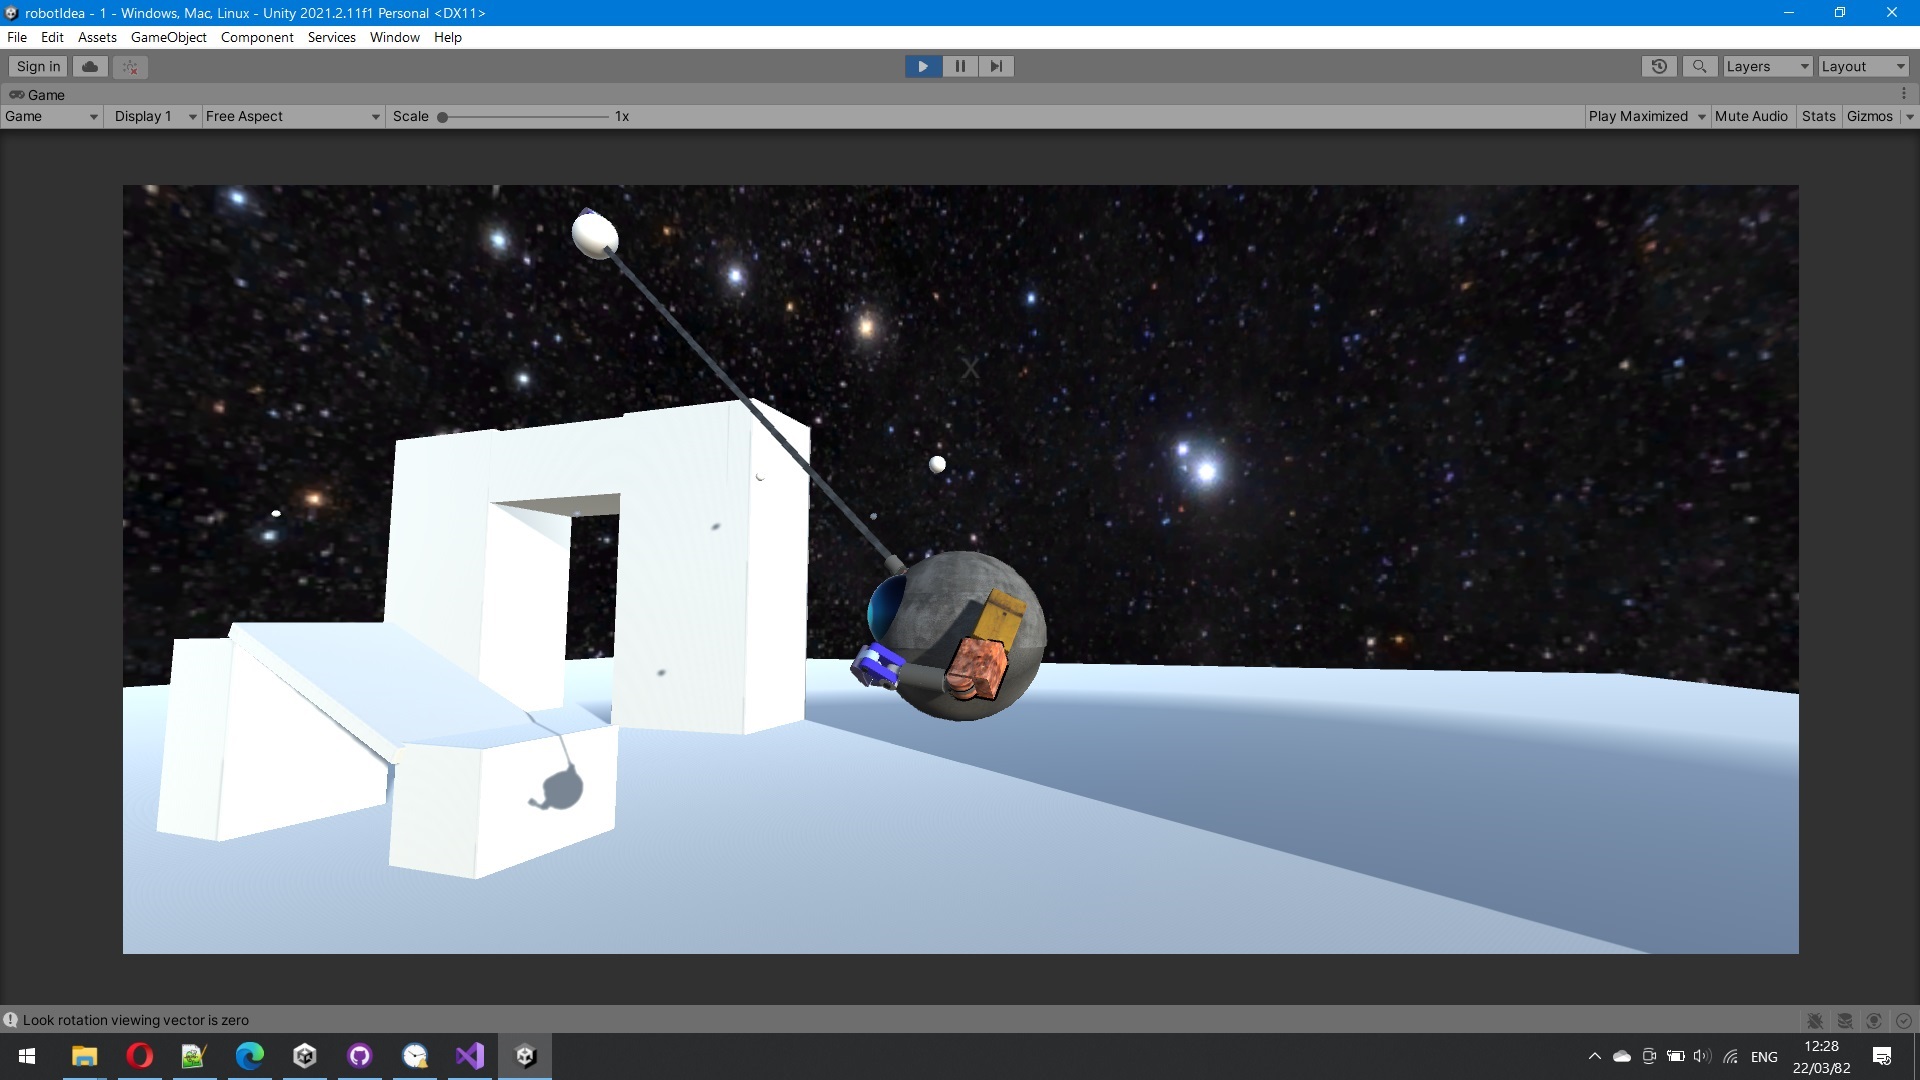 robotIdea - 1 - Windows, Mac, Linux - Unity 2021.2.11f1 Personal <DX11>
File Edit Assets GameObject Component Services Window Help
Sign in Layers Layout
Game
Game Display 1 Free Aspect Scale 1x Play Maximized Mute Audio Stats Gizmos
X
Look rotation viewing vector is zero
ENG 12:28
22/03/82